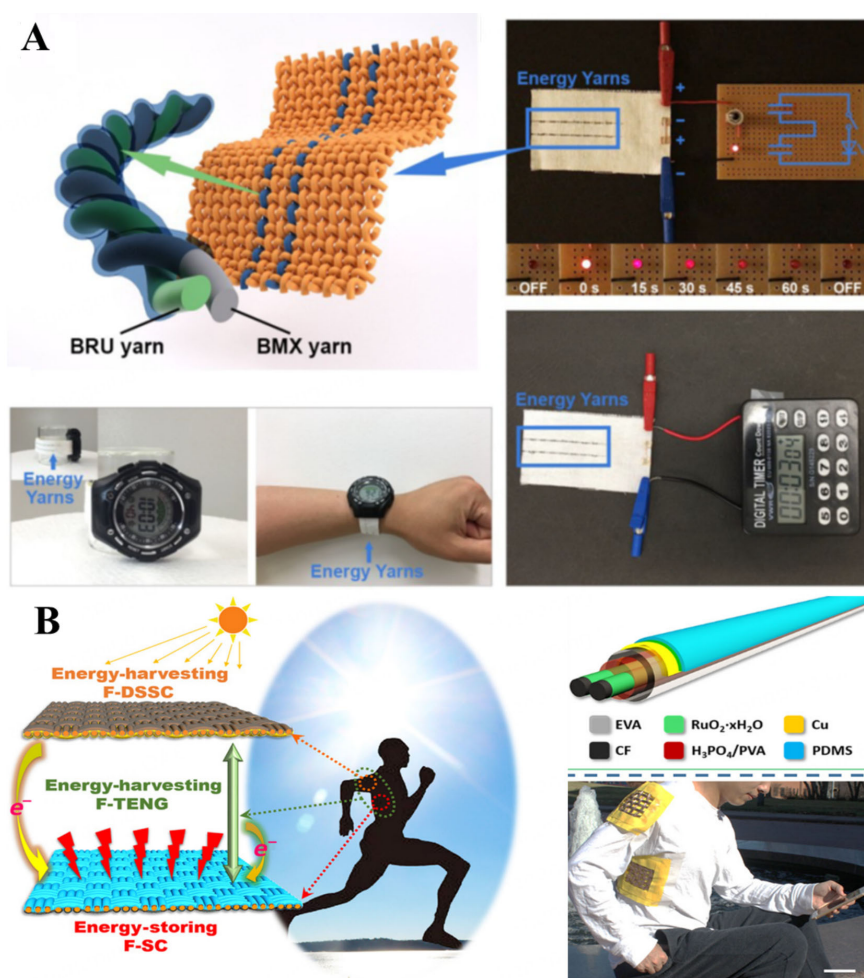 A
BRU yarn
BMX yarn
Energy Yarns
+
−
+
−
OFF 0 s 15 s 30 s 45 s 60 s OFF
Energy
Yarns
Energy Yarns
Energy Yarns
DIGITAL TIMER
B
Energy-harvesting
F-DSSC
Energy-harvesting
F-TENG
e⁻
e⁻
Energy-storing
F-SC
EVA
RuO₂·xH₂O
Cu
CF
H₃PO₄/PVA
PDMS